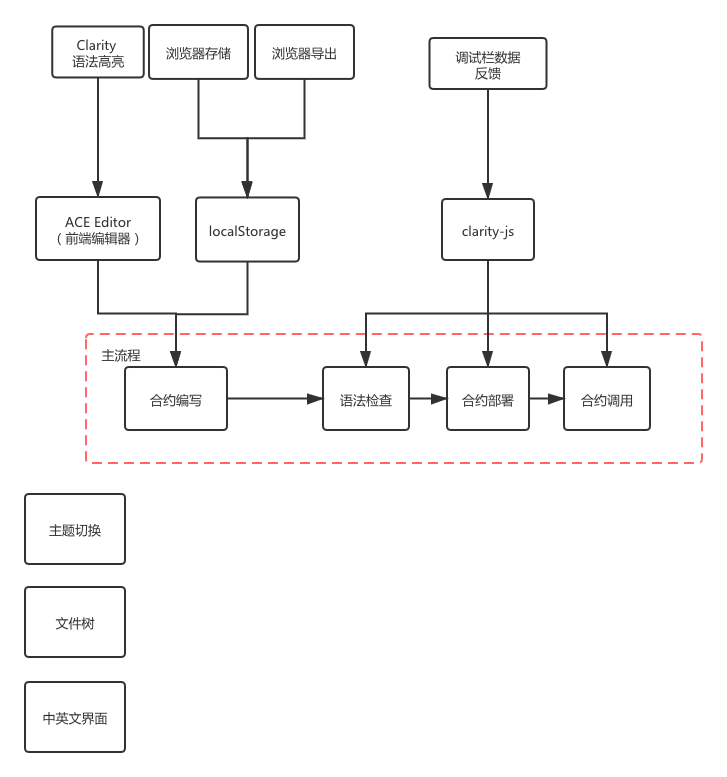 Clarity
语法高亮
浏览器存储
浏览器导出
调试栏数据
反馈
ACE Editor
（前端编辑器）
localStorage
clarity-js
主流程
合约编写
语法检查
合约部署
合约调用
主题切换
文件树
中英文界面